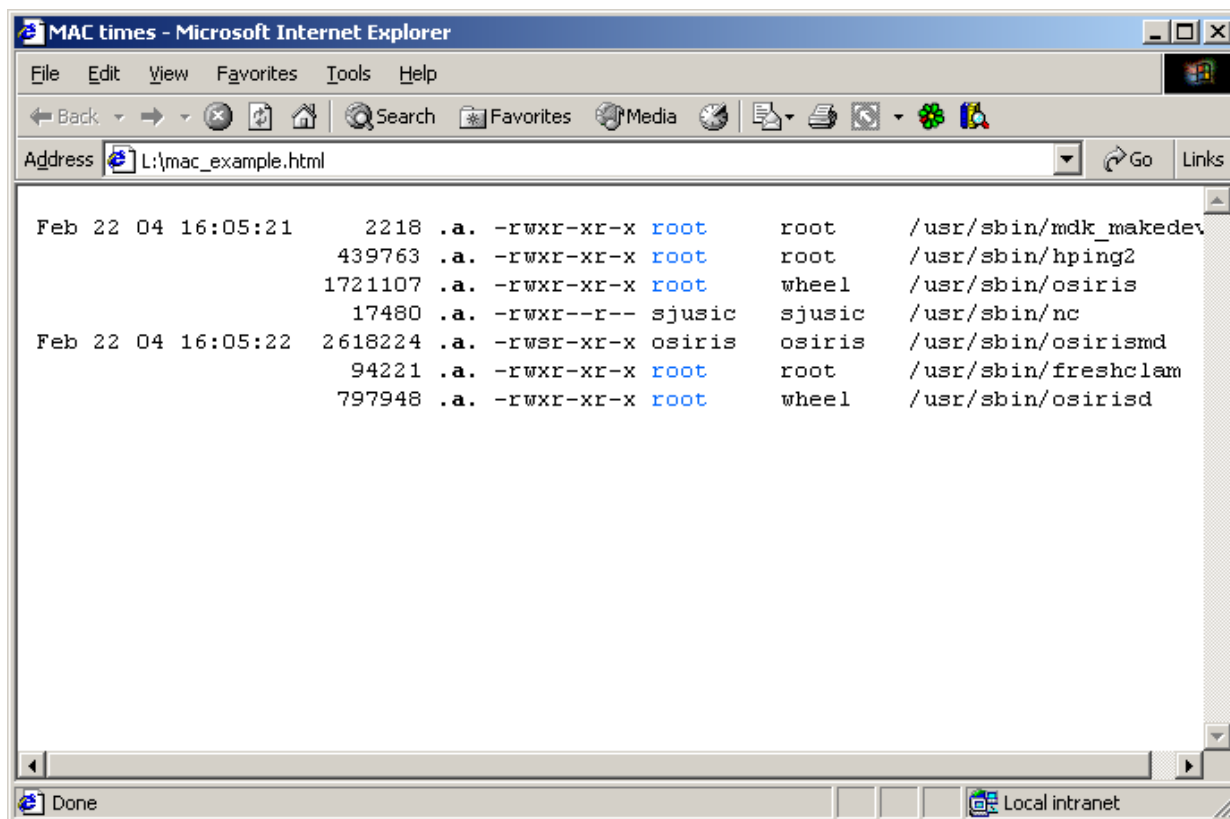 MAC times - Microsoft Internet Explorer
File Edit View Favorites Tools Help
Back Search Favorites Media
Address L:\mac_example.html Go Links
Feb 22 04 16:05:21 2218 .a. -rwxr-xr-x root root /usr/sbin/mdk_makedev
439763 .a. -rwxr-xr-x root root /usr/sbin/hping2
1721107 .a. -rwxr-xr-x root wheel /usr/sbin/osiris
17480 .a. -rwxr--r-- sjusic sjusic /usr/sbin/nc
Feb 22 04 16:05:22 2618224 .a. -rwsr-xr-x osiris osiris /usr/sbin/osirismd
94221 .a. -rwxr-xr-x root root /usr/sbin/freshclam
797948 .a. -rwxr-xr-x root wheel /usr/sbin/osirisd
Done Local intranet